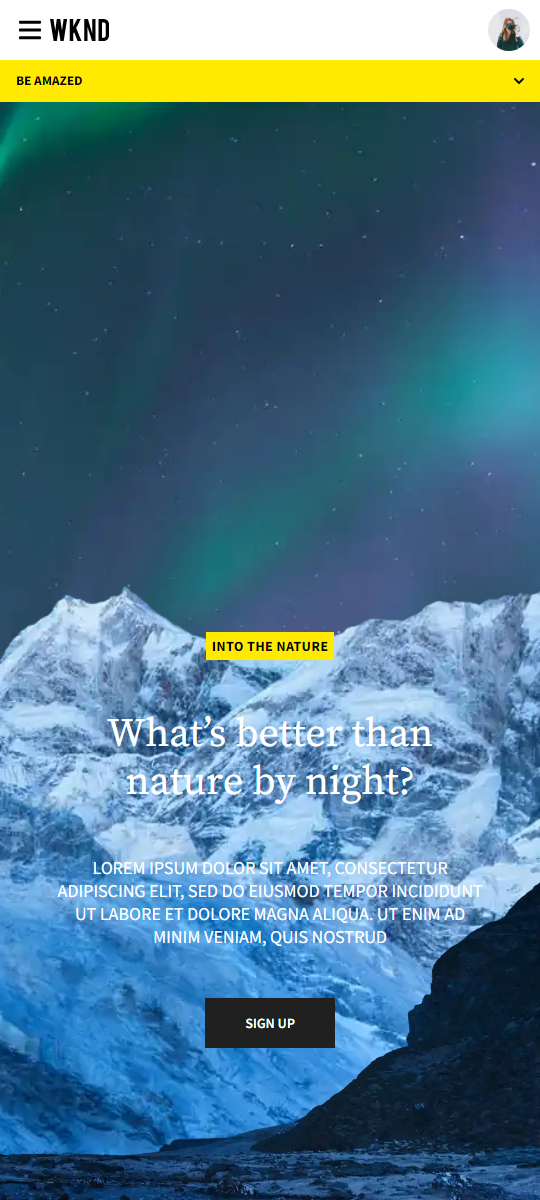 WKND
BE AMAZED
INTO THE NATURE
What’s better than
nature by night?
LOREM IPSUM DOLOR SIT AMET, CONSECTETUR
ADIPISCING ELIT, SED DO EIUSMOD TEMPOR INCIDIDUNT
UT LABORE ET DOLORE MAGNA ALIQUA. UT ENIM AD
MINIM VENIAM, QUIS NOSTRUD
SIGN UP